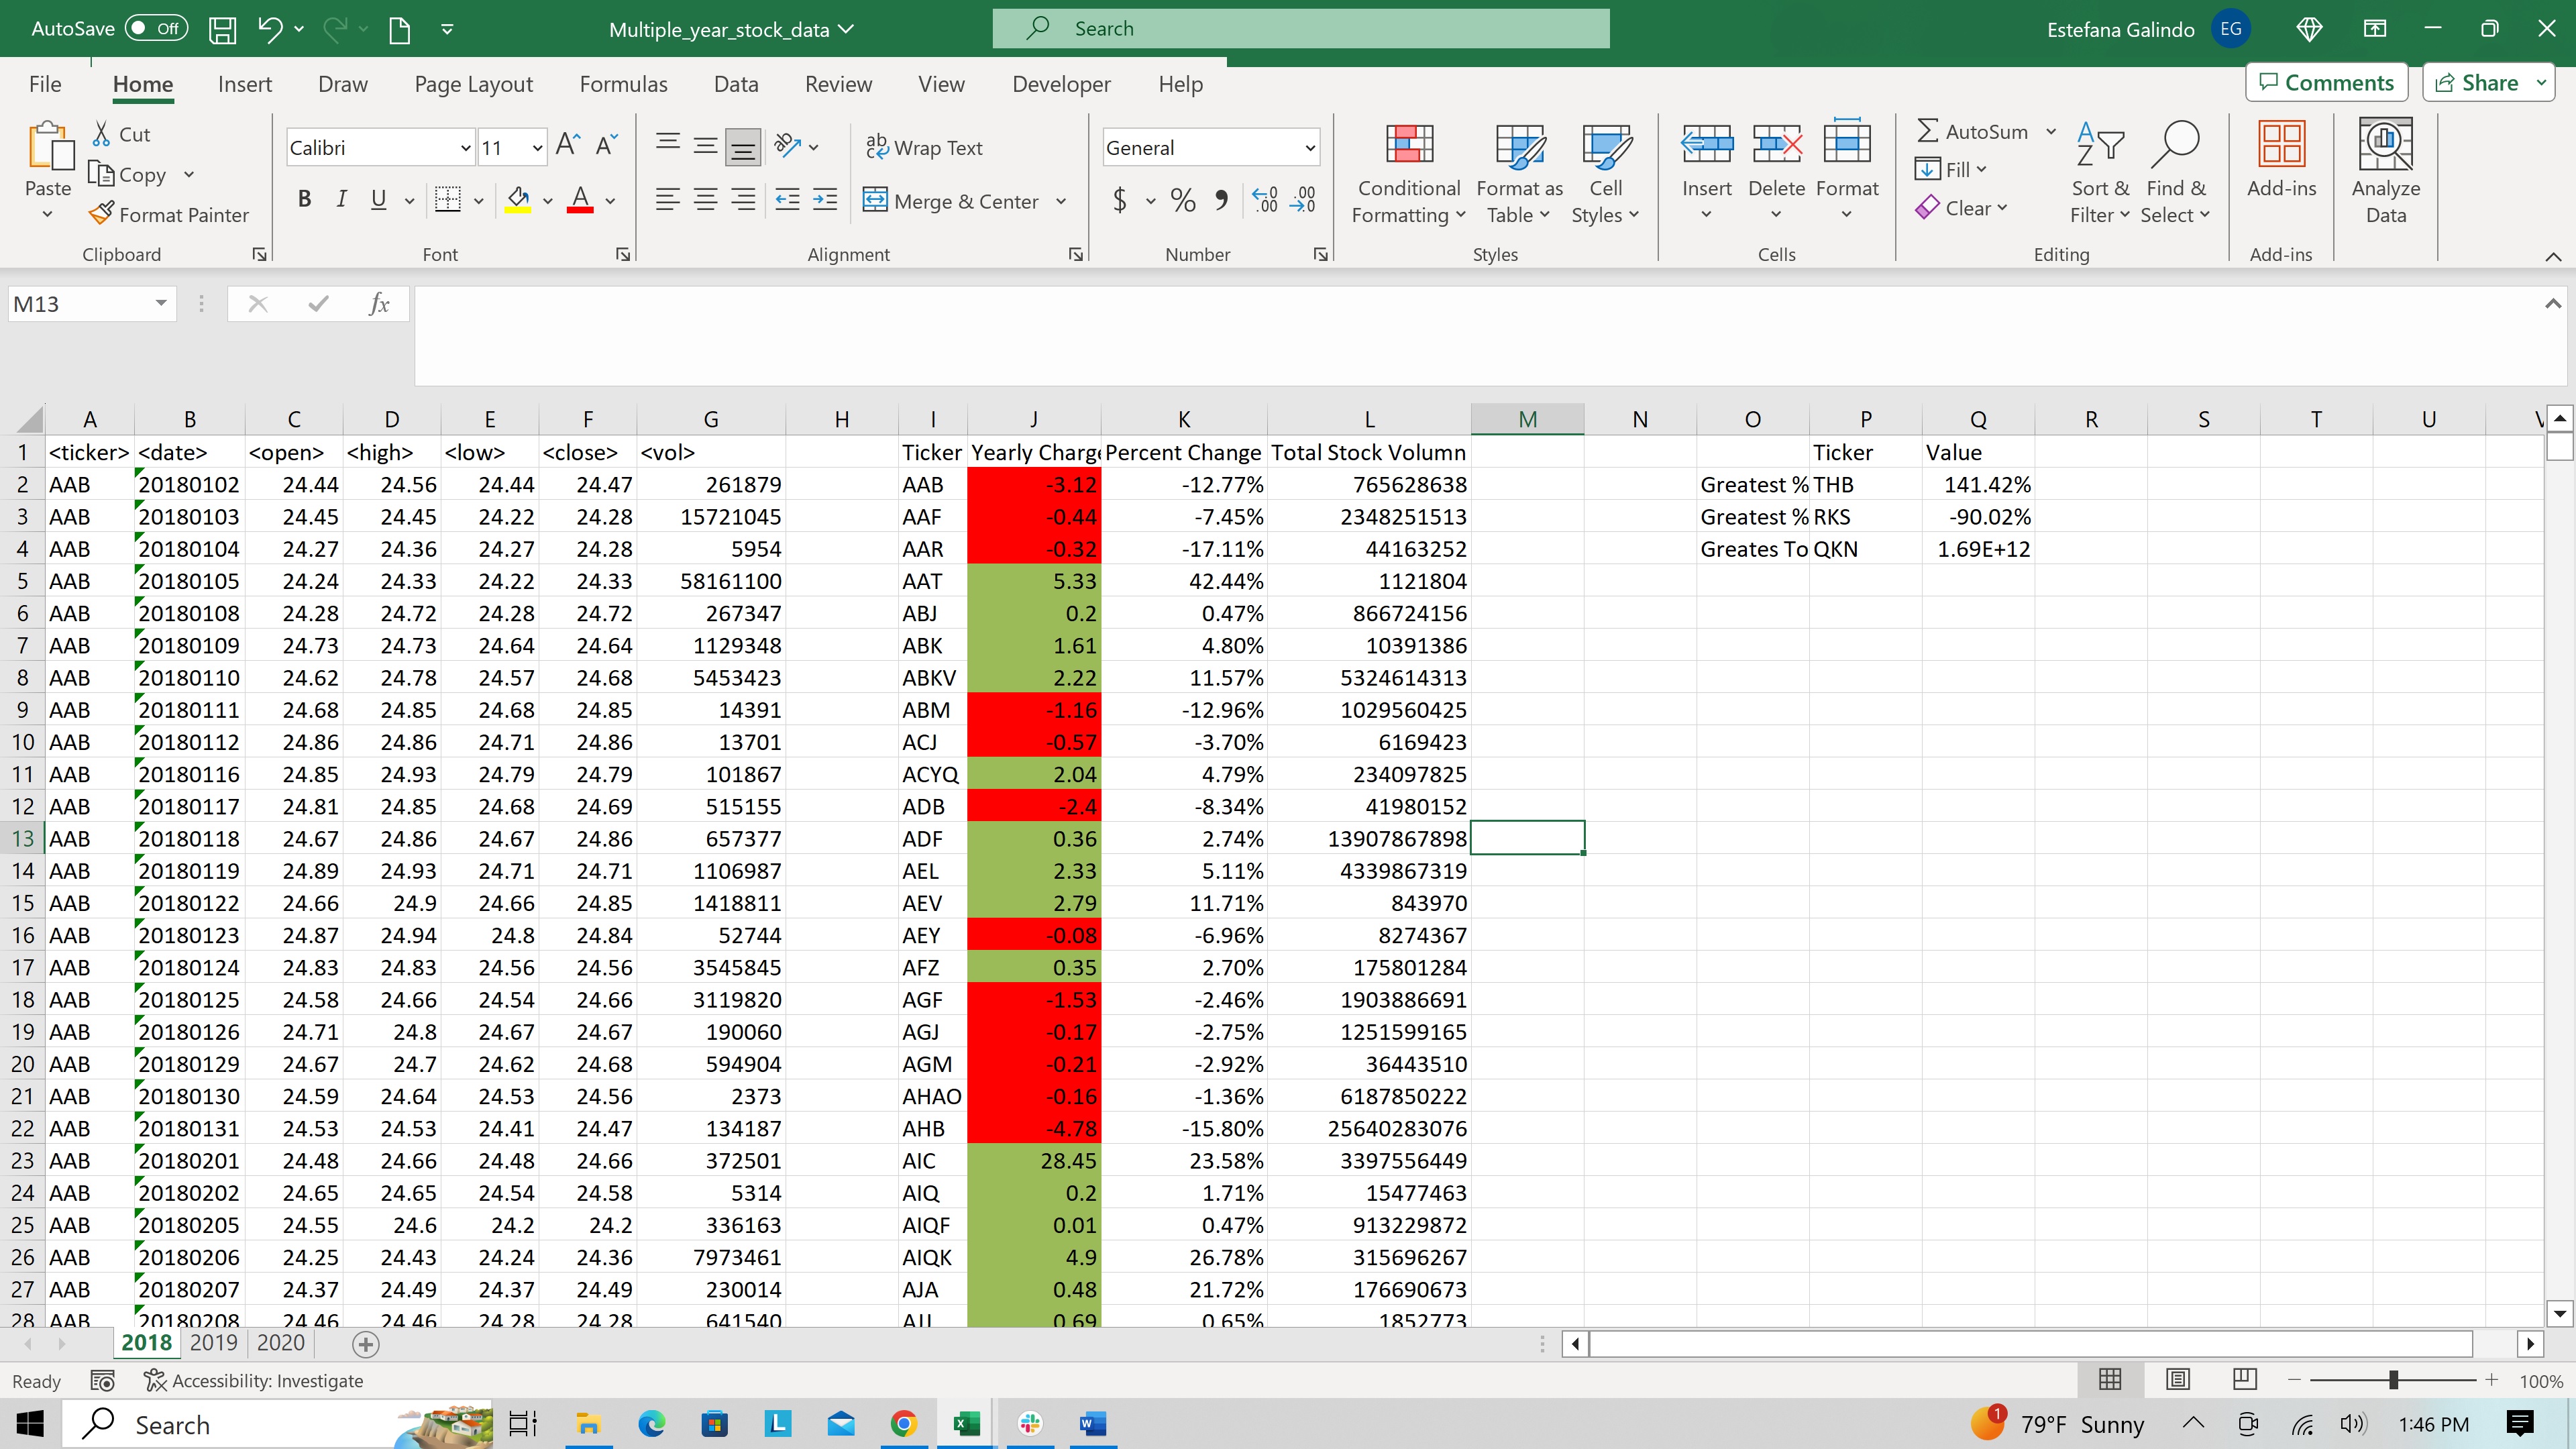 AutoSave Off Multiple_year_stock_data Search Estefana Galindo EG
File Home Insert Draw Page Layout Formulas Data Review View Developer Help Comments Share
Paste Cut Copy Format Painter Clipboard
Calibri 11 B I U A Font
ab Wrap Text Merge & Center Alignment
General $ % Number
Conditional Formatting Format as Table Cell Styles Styles
Insert Delete Format Cells
AutoSum Fill Clear Sort & Filter Find & Select Editing
Add-ins Add-ins
Analyze Data
M13 fx
A B C D E F G H I J K L M N O P Q R S T U
1 <ticker> <date> <open> <high> <low> <close> <vol> Ticker Yearly Charge Percent Change Total Stock Volumn Ticker Value
2 AAB 20180102 24.44 24.56 24.44 24.47 261879 AAB -3.12 -12.77% 765628638 Greatest % THB 141.42%
3 AAB 20180103 24.45 24.45 24.22 24.28 15721045 AAF -0.44 -7.45% 2348251513 Greatest % RKS -90.02%
4 AAB 20180104 24.27 24.36 24.27 24.28 5954 AAR -0.32 -17.11% 44163252 Greates To QKN 1.69E+12
5 AAB 20180105 24.24 24.33 24.22 24.33 58161100 AAT 5.33 42.44% 1121804
6 AAB 20180108 24.28 24.72 24.28 24.72 267347 ABJ 0.2 0.47% 866724156
7 AAB 20180109 24.73 24.73 24.64 24.64 1129348 ABK 1.61 4.80% 10391386
8 AAB 20180110 24.62 24.78 24.57 24.68 5453423 ABKV 2.22 11.57% 5324614313
9 AAB 20180111 24.68 24.85 24.68 24.85 14391 ABM -1.16 -12.96% 1029560425
10 AAB 20180112 24.86 24.86 24.71 24.86 13701 ACJ -0.57 -3.70% 6169423
11 AAB 20180116 24.85 24.93 24.79 24.79 101867 ACYQ 2.04 4.79% 234097825
12 AAB 20180117 24.81 24.85 24.68 24.69 515155 ADB -2.4 -8.34% 41980152
13 AAB 20180118 24.67 24.86 24.67 24.86 657377 ADF 0.36 2.74% 13907867898
14 AAB 20180119 24.89 24.93 24.71 24.71 1106987 AEL 2.33 5.11% 4339867319
15 AAB 20180122 24.66 24.9 24.66 24.85 1418811 AEV 2.79 11.71% 843970
16 AAB 20180123 24.87 24.94 24.8 24.84 52744 AEY -0.08 -6.96% 8274367
17 AAB 20180124 24.83 24.83 24.56 24.56 3545845 AFZ 0.35 2.70% 175801284
18 AAB 20180125 24.58 24.66 24.54 24.66 3119820 AGF -1.53 -2.46% 1903886691
19 AAB 20180126 24.71 24.8 24.67 24.67 190060 AGJ -0.17 -2.75% 1251599165
20 AAB 20180129 24.67 24.7 24.62 24.68 594904 AGM -0.21 -2.92% 36443510
21 AAB 20180130 24.59 24.64 24.53 24.56 2373 AHAO -0.16 -1.36% 6187850222
22 AAB 20180131 24.53 24.53 24.41 24.47 134187 AHB -4.78 -15.80% 25640283076
23 AAB 20180201 24.48 24.66 24.48 24.66 372501 AIC 28.45 23.58% 3397556449
24 AAB 20180202 24.65 24.65 24.54 24.58 5314 AIQ 0.2 1.71% 15477463
25 AAB 20180205 24.55 24.6 24.2 24.2 336163 AIQF 0.01 0.47% 913229872
26 AAB 20180206 24.25 24.43 24.24 24.36 7973461 AIQK 4.9 26.78% 315696267
27 AAB 20180207 24.37 24.49 24.37 24.49 230014 AJA 0.48 21.72% 176690673
28 AAB 20180208 24.46 24.46 24.28 24.28 641540 0.69 0.65% 1852773
2018 2019 2020
Ready Accessibility: Investigate 100%
Search 79°F Sunny 1:46 PM